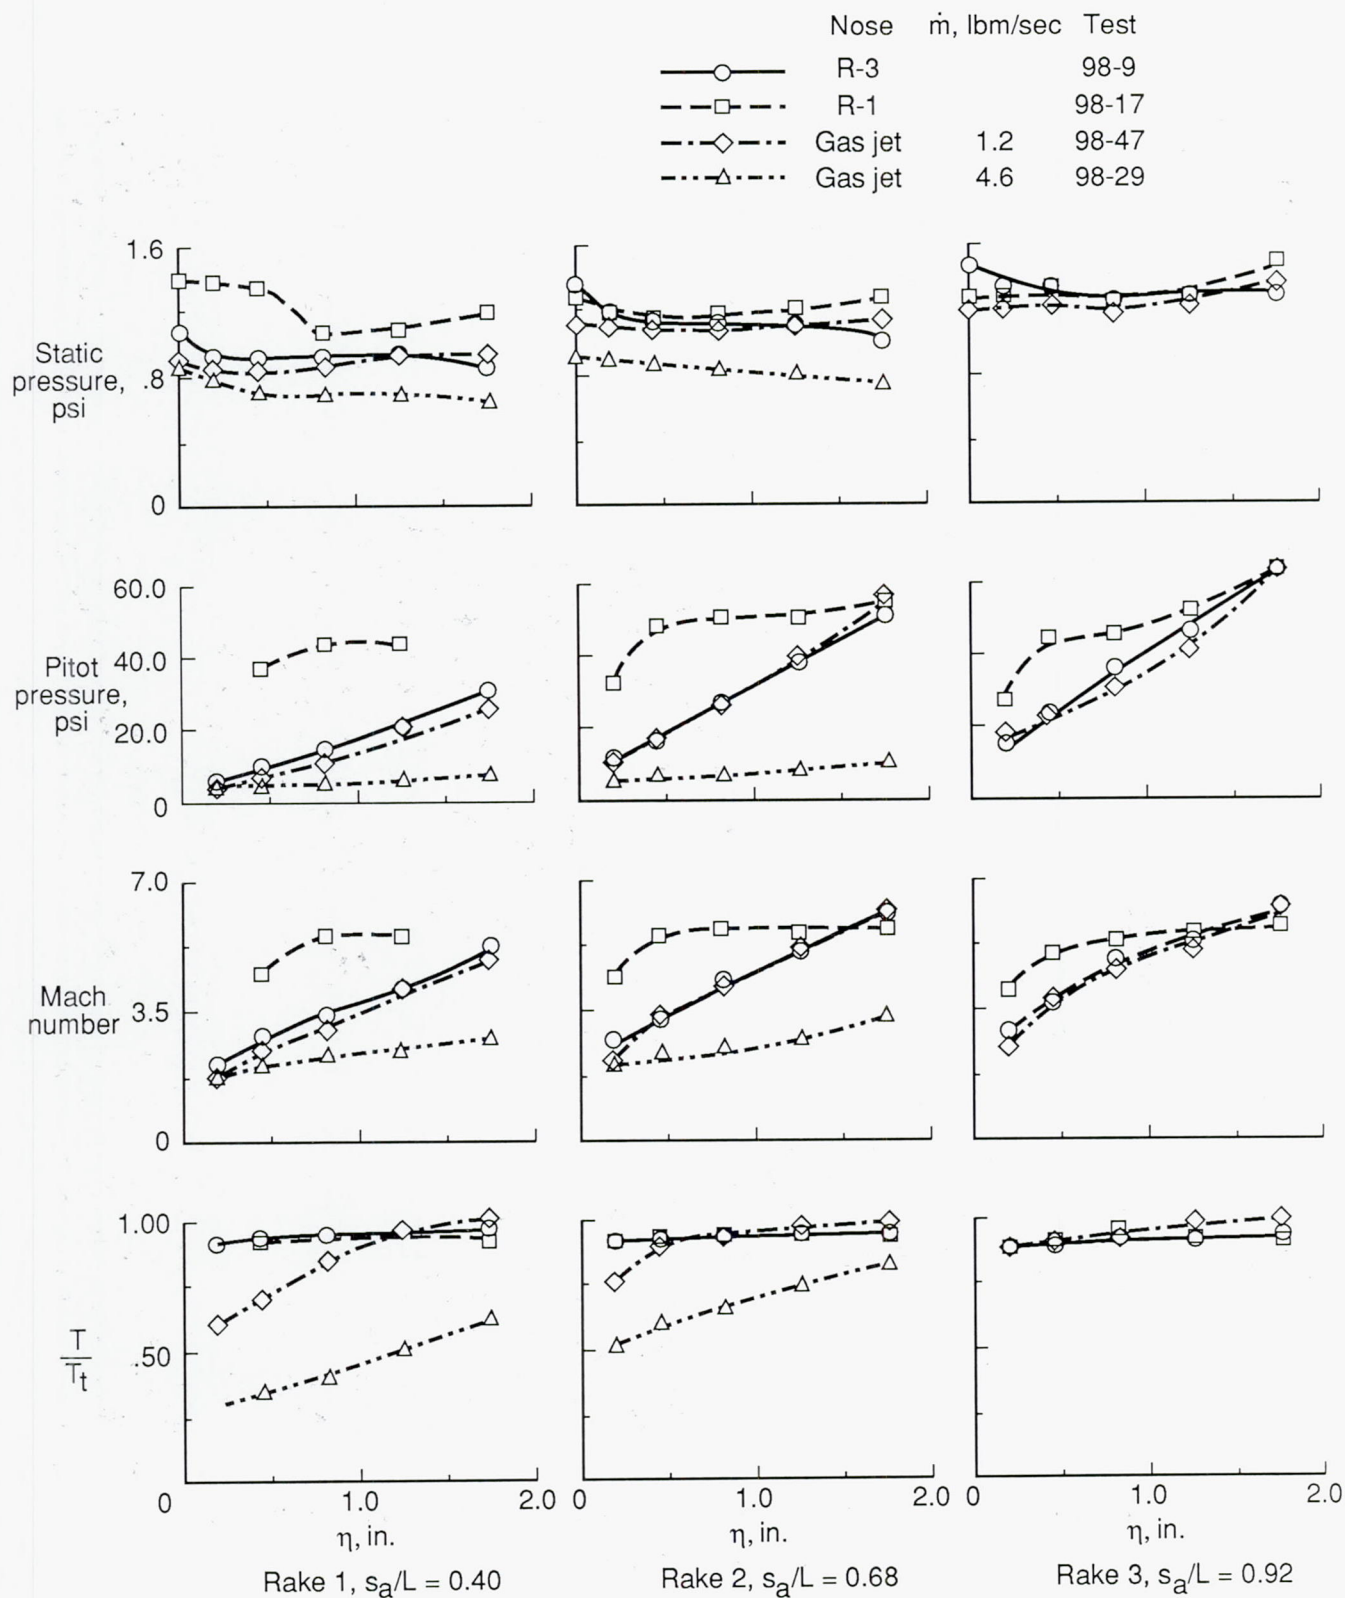 Nose ṁ, lbm/sec Test
R-3 98-9
R-1 98-17
Gas jet 1.2 98-47
Gas jet 4.6 98-29
1.6
Static
pressure,
psi
.8
0
60.0
40.0
Pitot
pressure,
psi
20.0
0
7.0
Mach
number
3.5
0
1.00
T
Tt
.50
0 1.0 2.0 0 1.0 2.0 0 1.0 2.0
η, in. η, in. η, in.
Rake 1, sa/L = 0.40 Rake 2, sa/L = 0.68 Rake 3, sa/L = 0.92